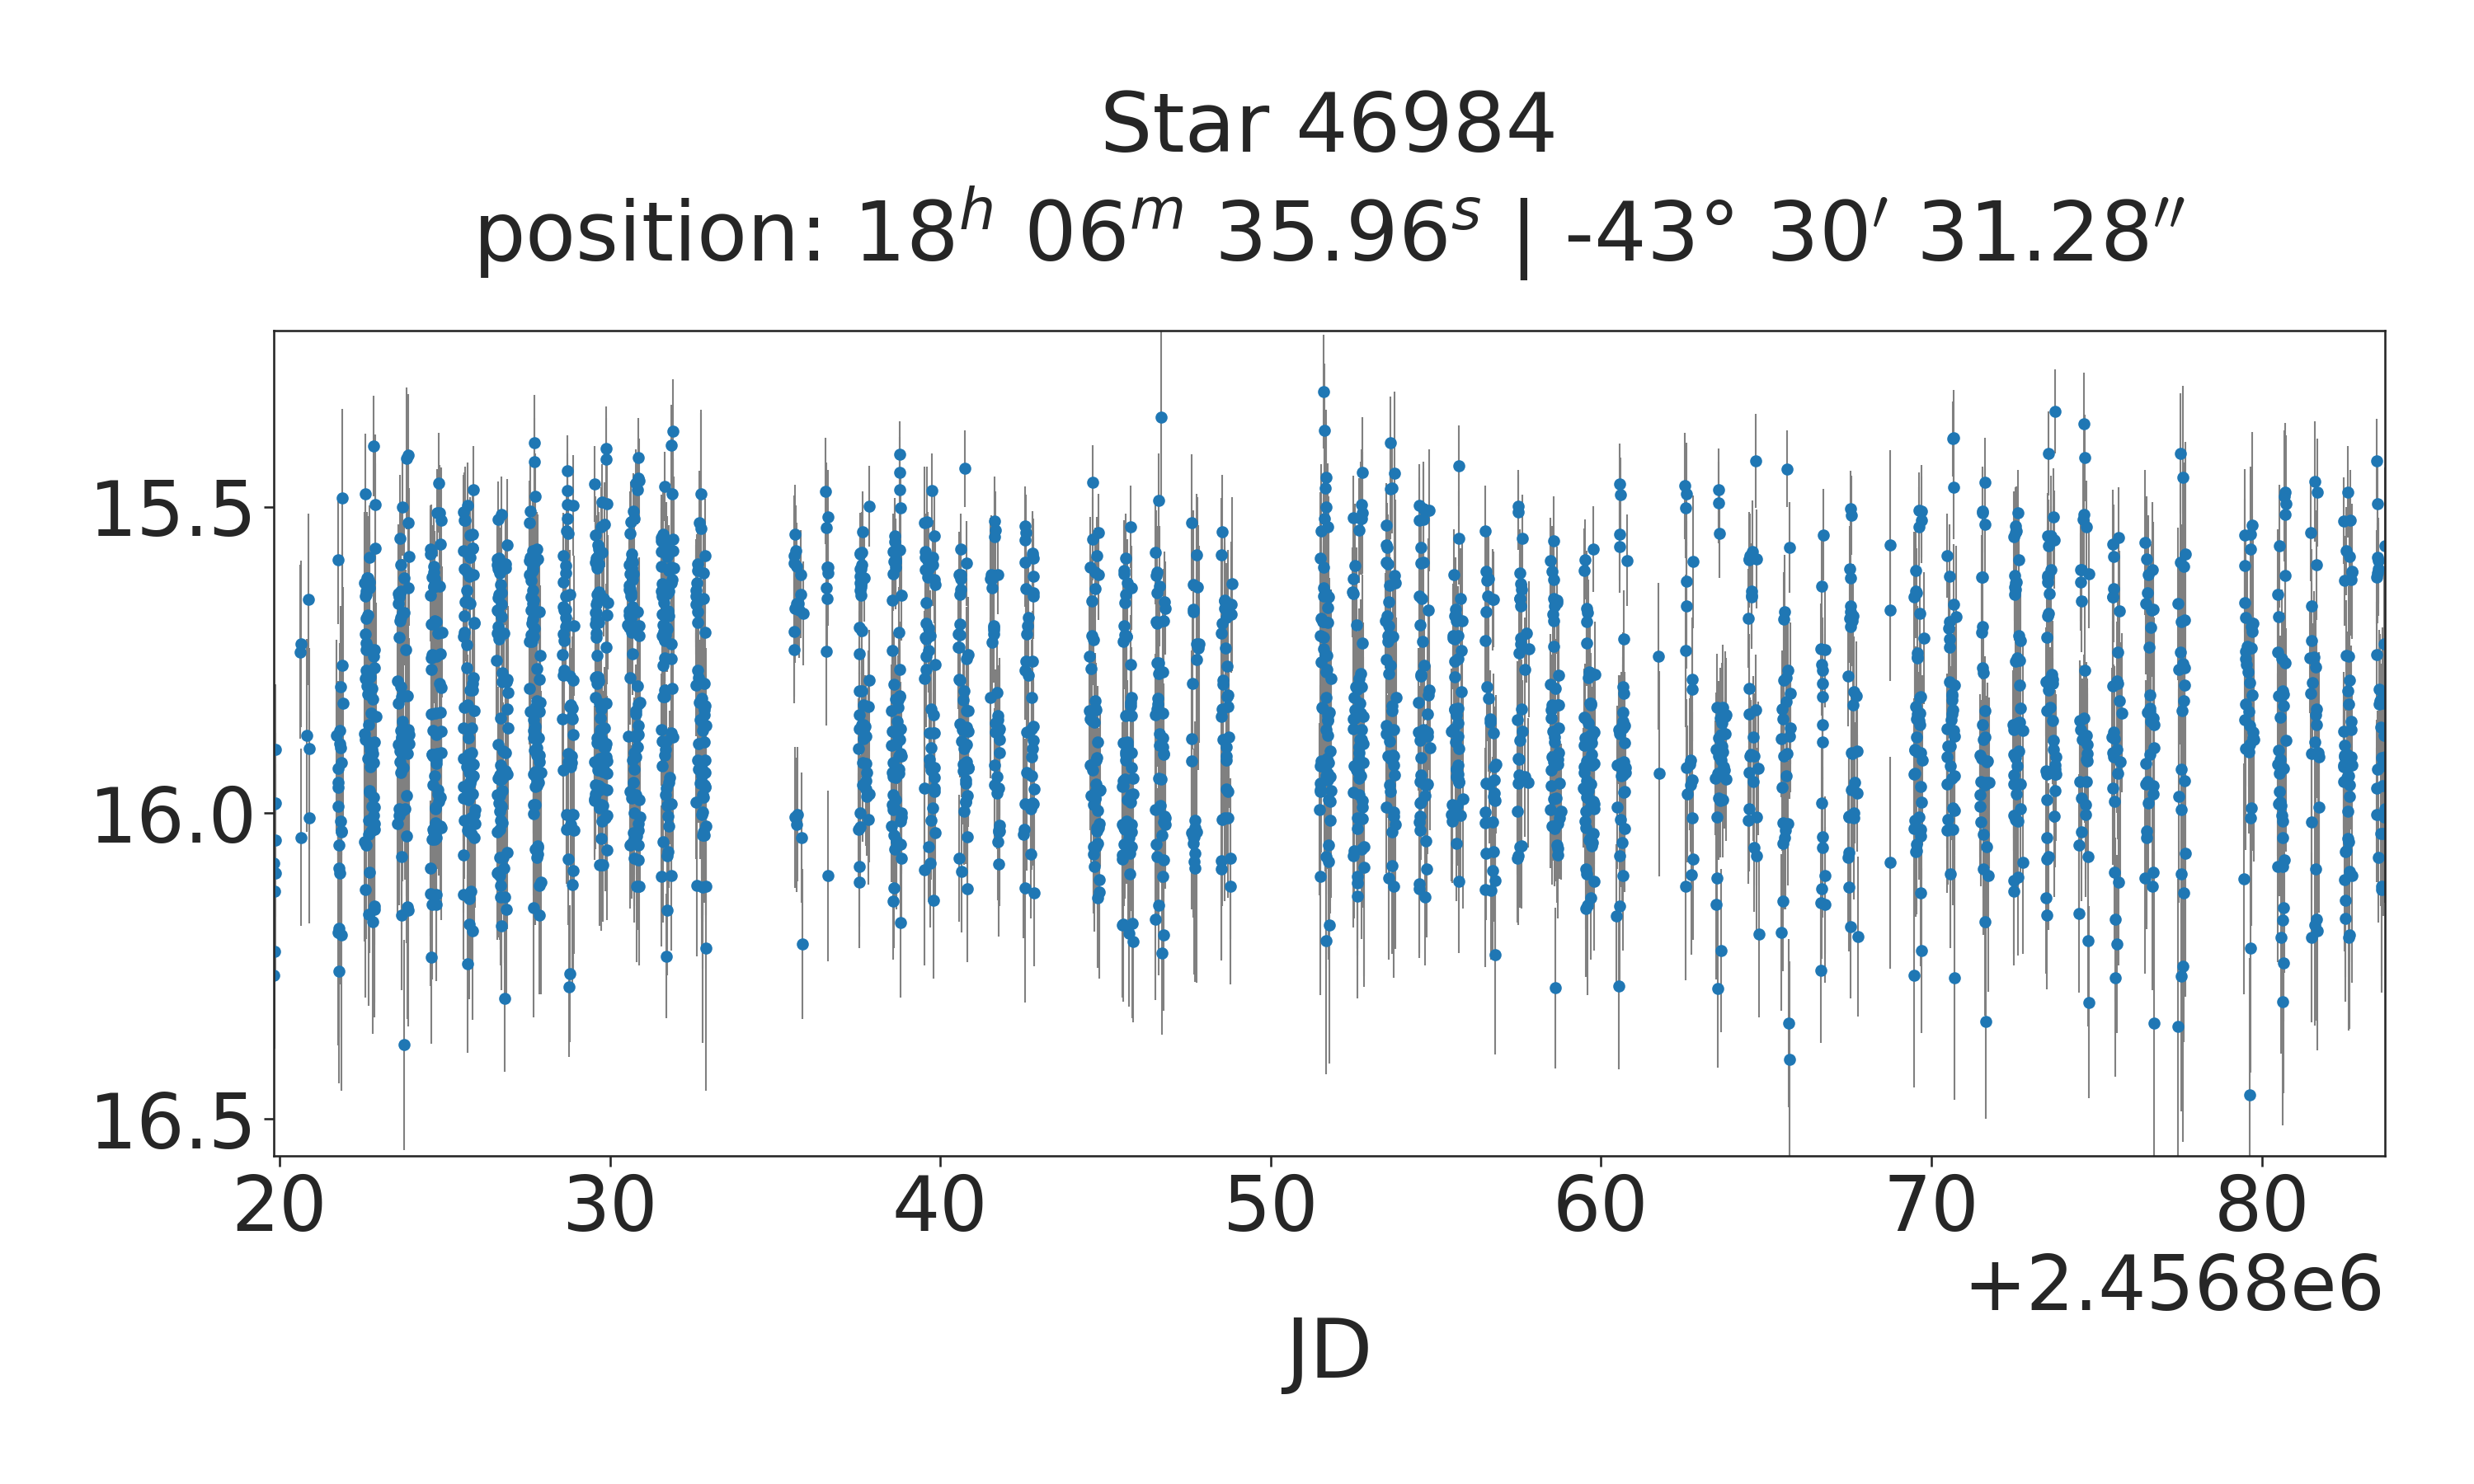 Star 46984
position: 18ʰ 06ᵐ 35.96ˢ | -43° 30′ 31.28′′
15.5
16.0
16.5
20 30 40 50 60 70 80
+2.4568e6
JD